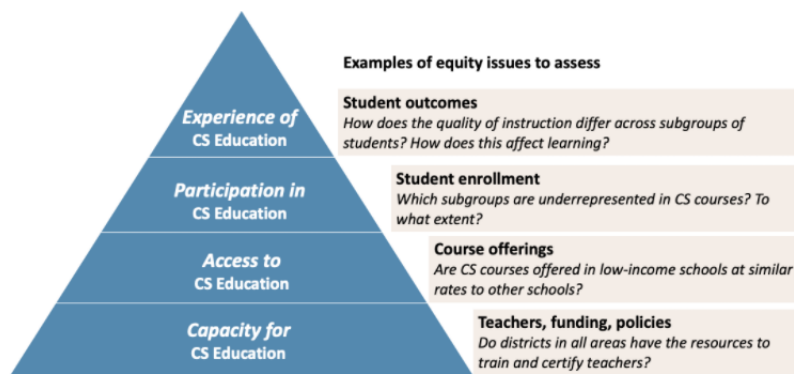 Examples of equity issues to assess
Experience of
CS Education
Student outcomes
How does the quality of instruction differ across subgroups of
students? How does this affect learning?
Participation in
CS Education
Student enrollment
Which subgroups are underrepresented in CS courses? To
what extent?
Access to
CS Education
Course offerings
Are CS courses offered in low-income schools at similar
rates to other schools?
Capacity for
CS Education
Teachers, funding, policies
Do districts in all areas have the resources to
train and certify teachers?